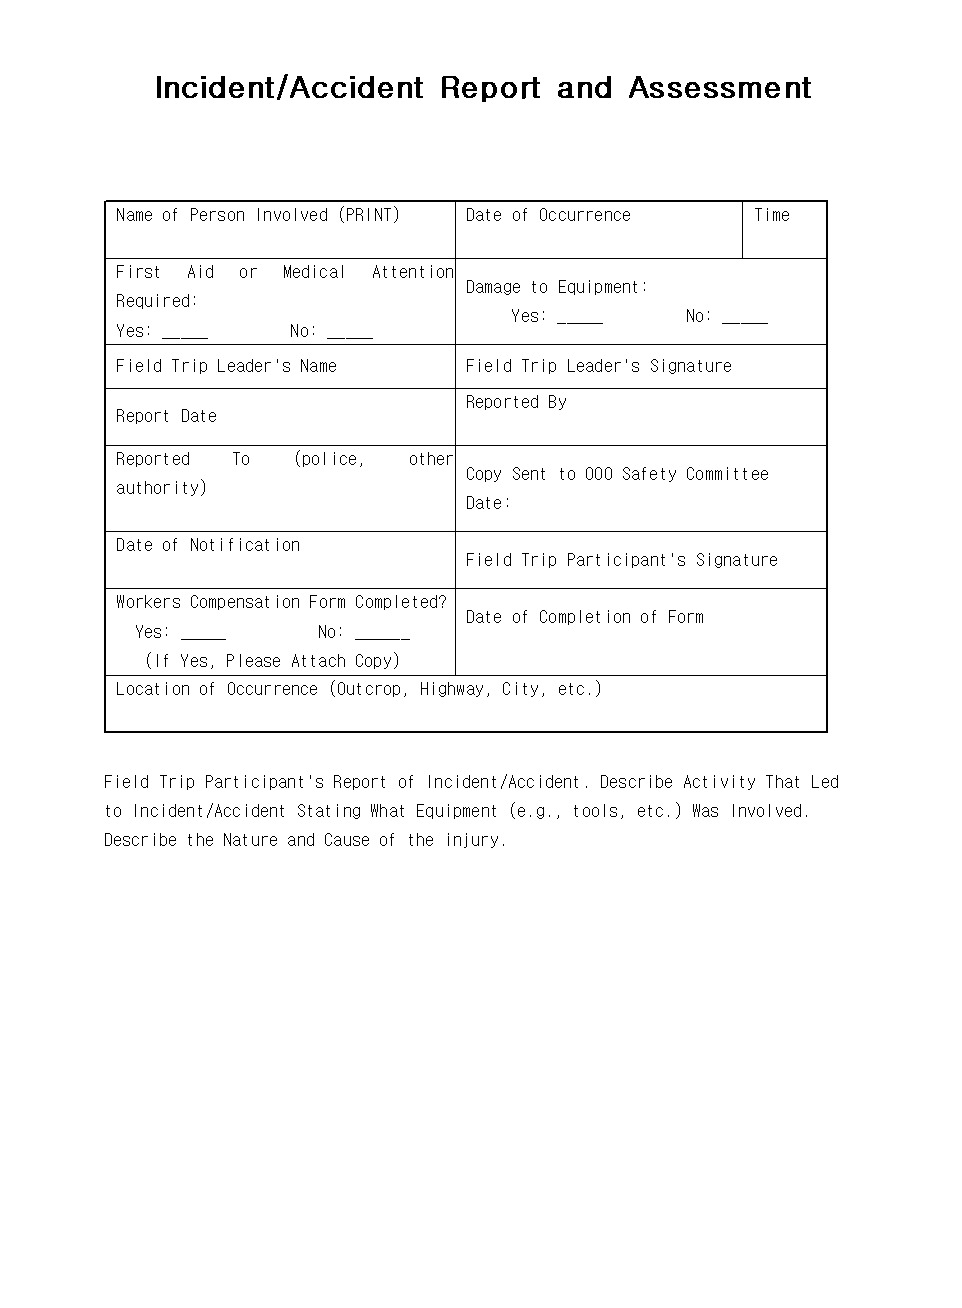 Incident/Accident Report and Assessment
Name of Person Involved (PRINT)
Date of Occurrence
Time
First Aid or Medical Attention
Required:
Yes: _____ No: _____
Damage to Equipment:
Yes: _____ No: _____
Field Trip Leader's Name
Field Trip Leader's Signature
Report Date
Reported By
Reported To (police, other
authority)
Copy Sent to OOO Safety Committee
Date:
Date of Notification
Field Trip Participant's Signature
Workers Compensation Form Completed?
Yes: _____ No: ______
(If Yes, Please Attach Copy)
Date of Completion of Form
Location of Occurrence (Outcrop, Highway, City, etc.)
Field Trip Participant's Report of Incident/Accident. Describe Activity That Led
to Incident/Accident Stating What Equipment (e.g., tools, etc.) Was Involved.
Describe the Nature and Cause of the injury.